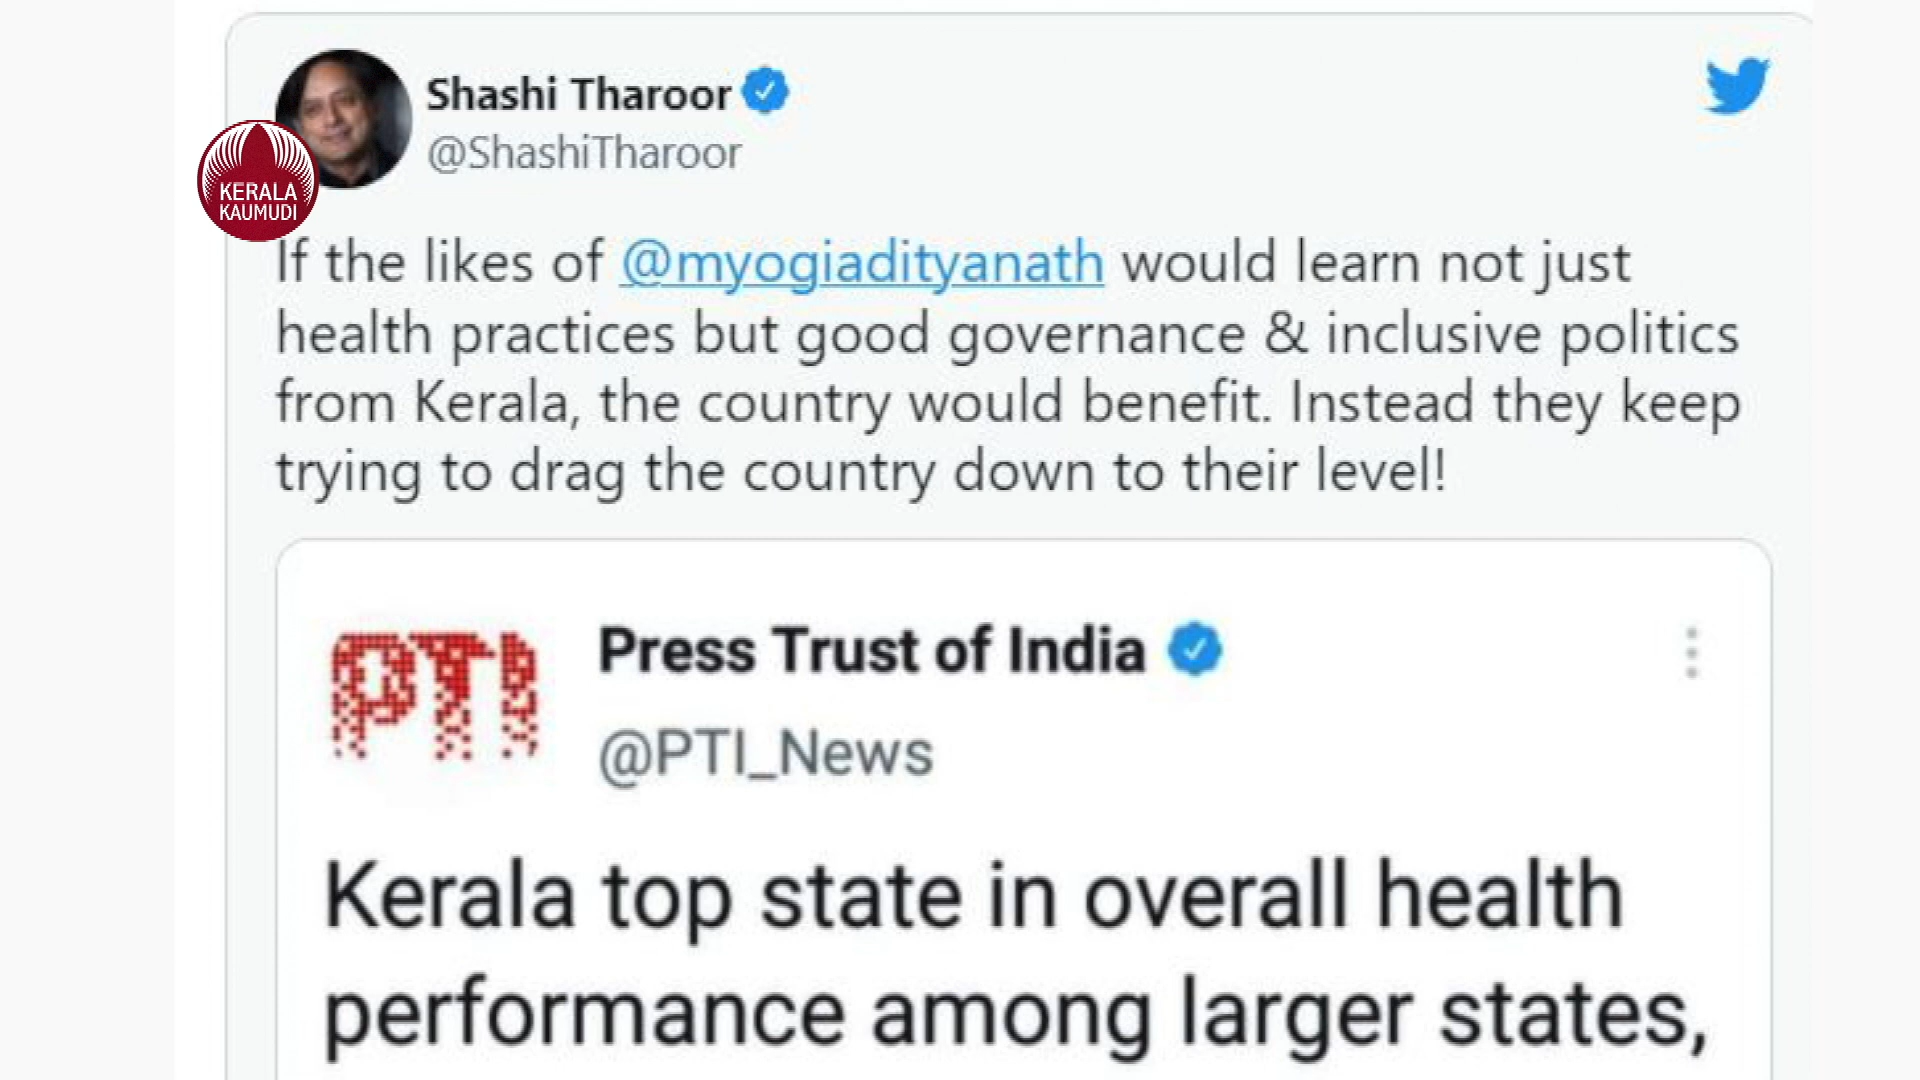 Shashi Tharoor
@ShashiTharoor
KERALA
KAUMUDI
If the likes of @myogiadityanath would learn not just
health practices but good governance & inclusive politics
from Kerala, the country would benefit. Instead they keep
trying to drag the country down to their level!
PTI
Press Trust of India
@PTI_News
Kerala top state in overall health
performance among larger states,